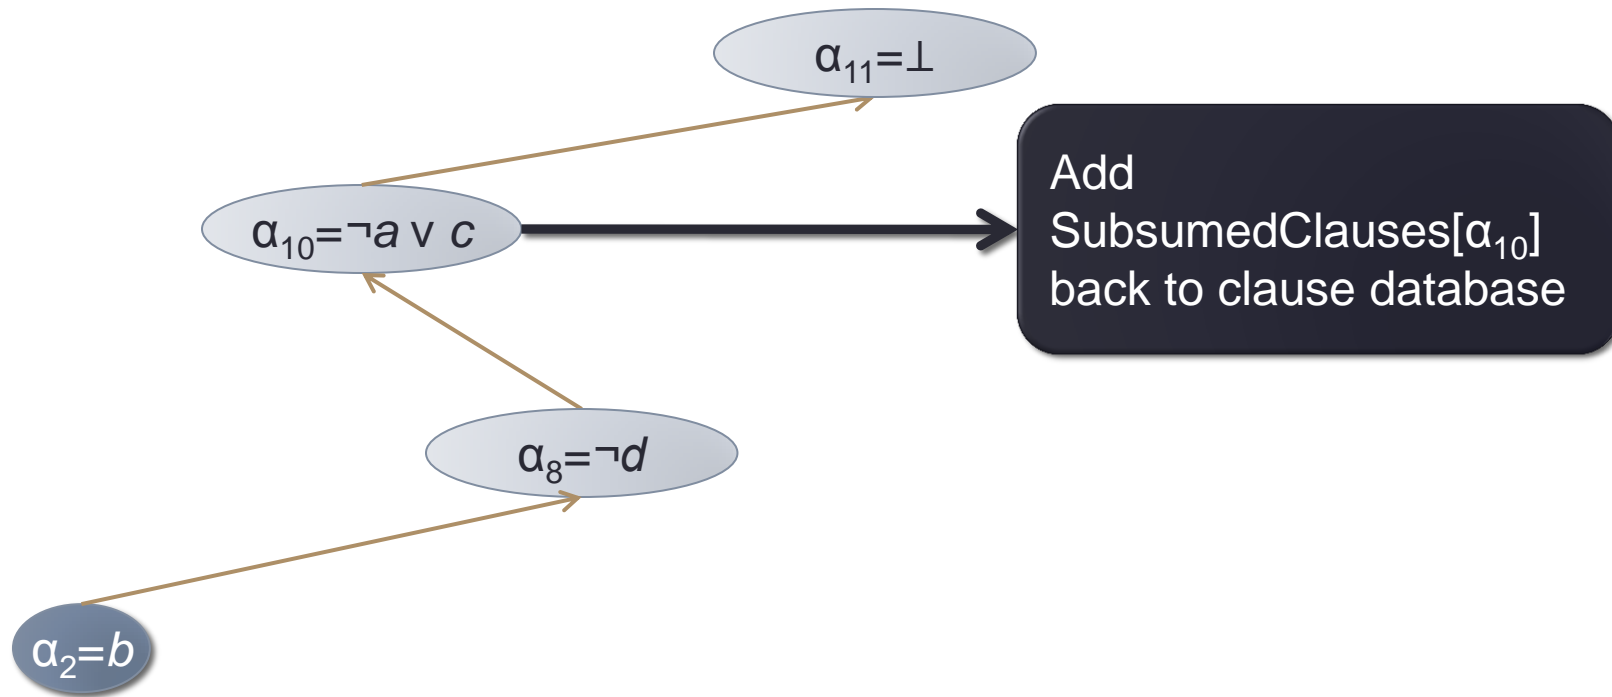 α₁₁=⊥
α₁₀=¬a v c
Add
SubsumedClauses[α₁₀]
back to clause database
α₈=¬d
α₂=b